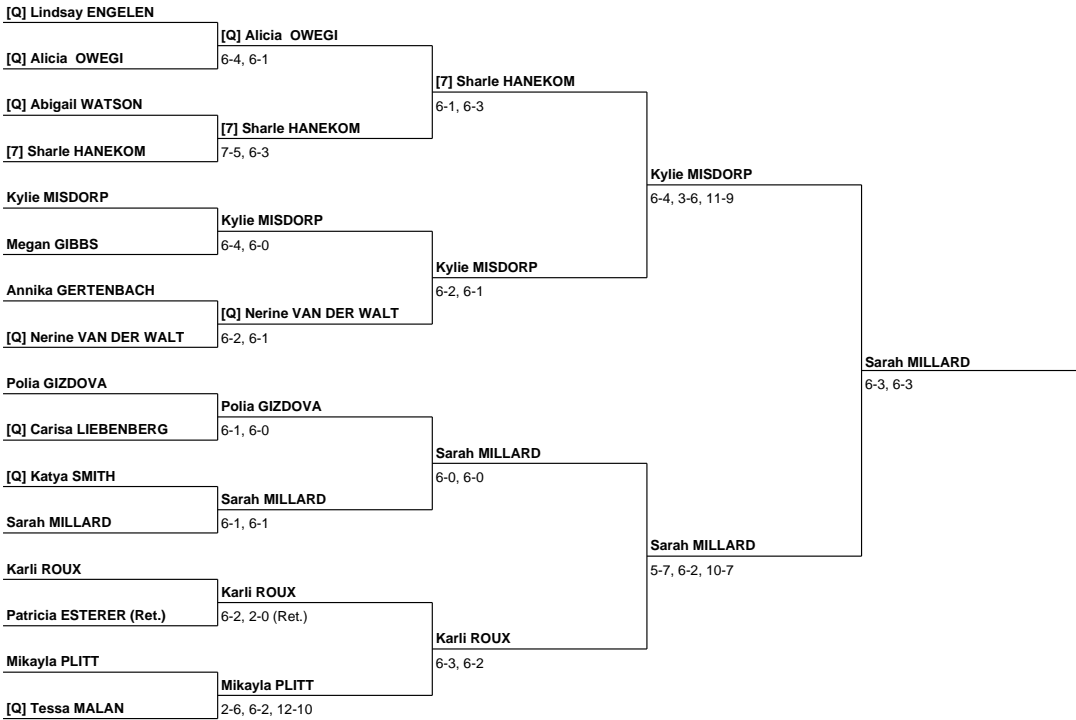 [Q] Lindsay ENGELEN
[Q] Alicia  OWEGI
[Q] Abigail WATSON
[7] Sharle HANEKOM
Kylie MISDORP
Megan GIBBS
Annika GERTENBACH
[Q] Nerine VAN DER WALT
Polia GIZDOVA
[Q] Carisa LIEBENBERG
[Q] Katya SMITH
Sarah MILLARD
Karli ROUX
Patricia ESTERER (Ret.)
Mikayla PLITT
[Q] Tessa MALAN
[Q] Alicia  OWEGI
6-4, 6-1
[7] Sharle HANEKOM
7-5, 6-3
Kylie MISDORP
6-4, 6-0
[Q] Nerine VAN DER WALT
6-2, 6-1
Polia GIZDOVA
6-1, 6-0
Sarah MILLARD
6-1, 6-1
Karli ROUX
6-2, 2-0 (Ret.)
Mikayla PLITT
2-6, 6-2, 12-10
[7] Sharle HANEKOM
6-1, 6-3
Kylie MISDORP
6-2, 6-1
Sarah MILLARD
6-0, 6-0
Karli ROUX
6-3, 6-2
Kylie MISDORP
6-4, 3-6, 11-9
Sarah MILLARD
5-7, 6-2, 10-7
Sarah MILLARD
6-3, 6-3